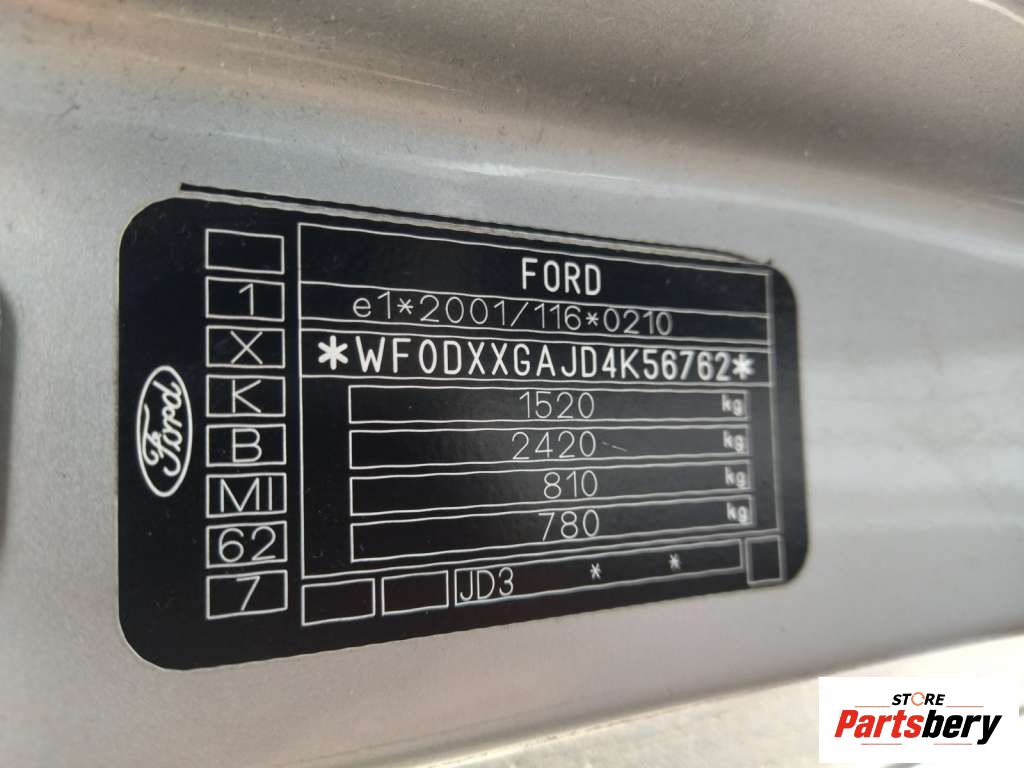 FORD
e1*2001/116*0210
*WF0DXXGAJD4K56762*
1520 kg
2420 kg
810 kg
780 kg
JD3 * *
1
X
K
B
MI
62
7
Ford
STORE
Partsbery